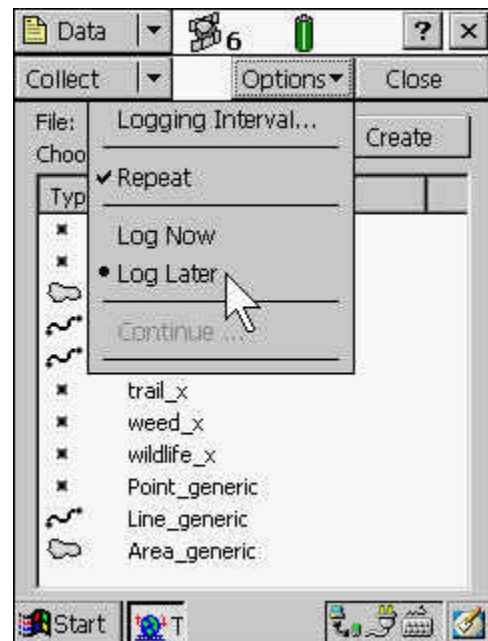 Data
6
?
×
Collect
Options
Close
File:
Create
Choo
Logging Interval...
Repeat
Log Now
Log Later
Continue ...
Typ
trail_x
weed_x
wildlife_x
Point_generic
Line_generic
Area_generic
Start
T